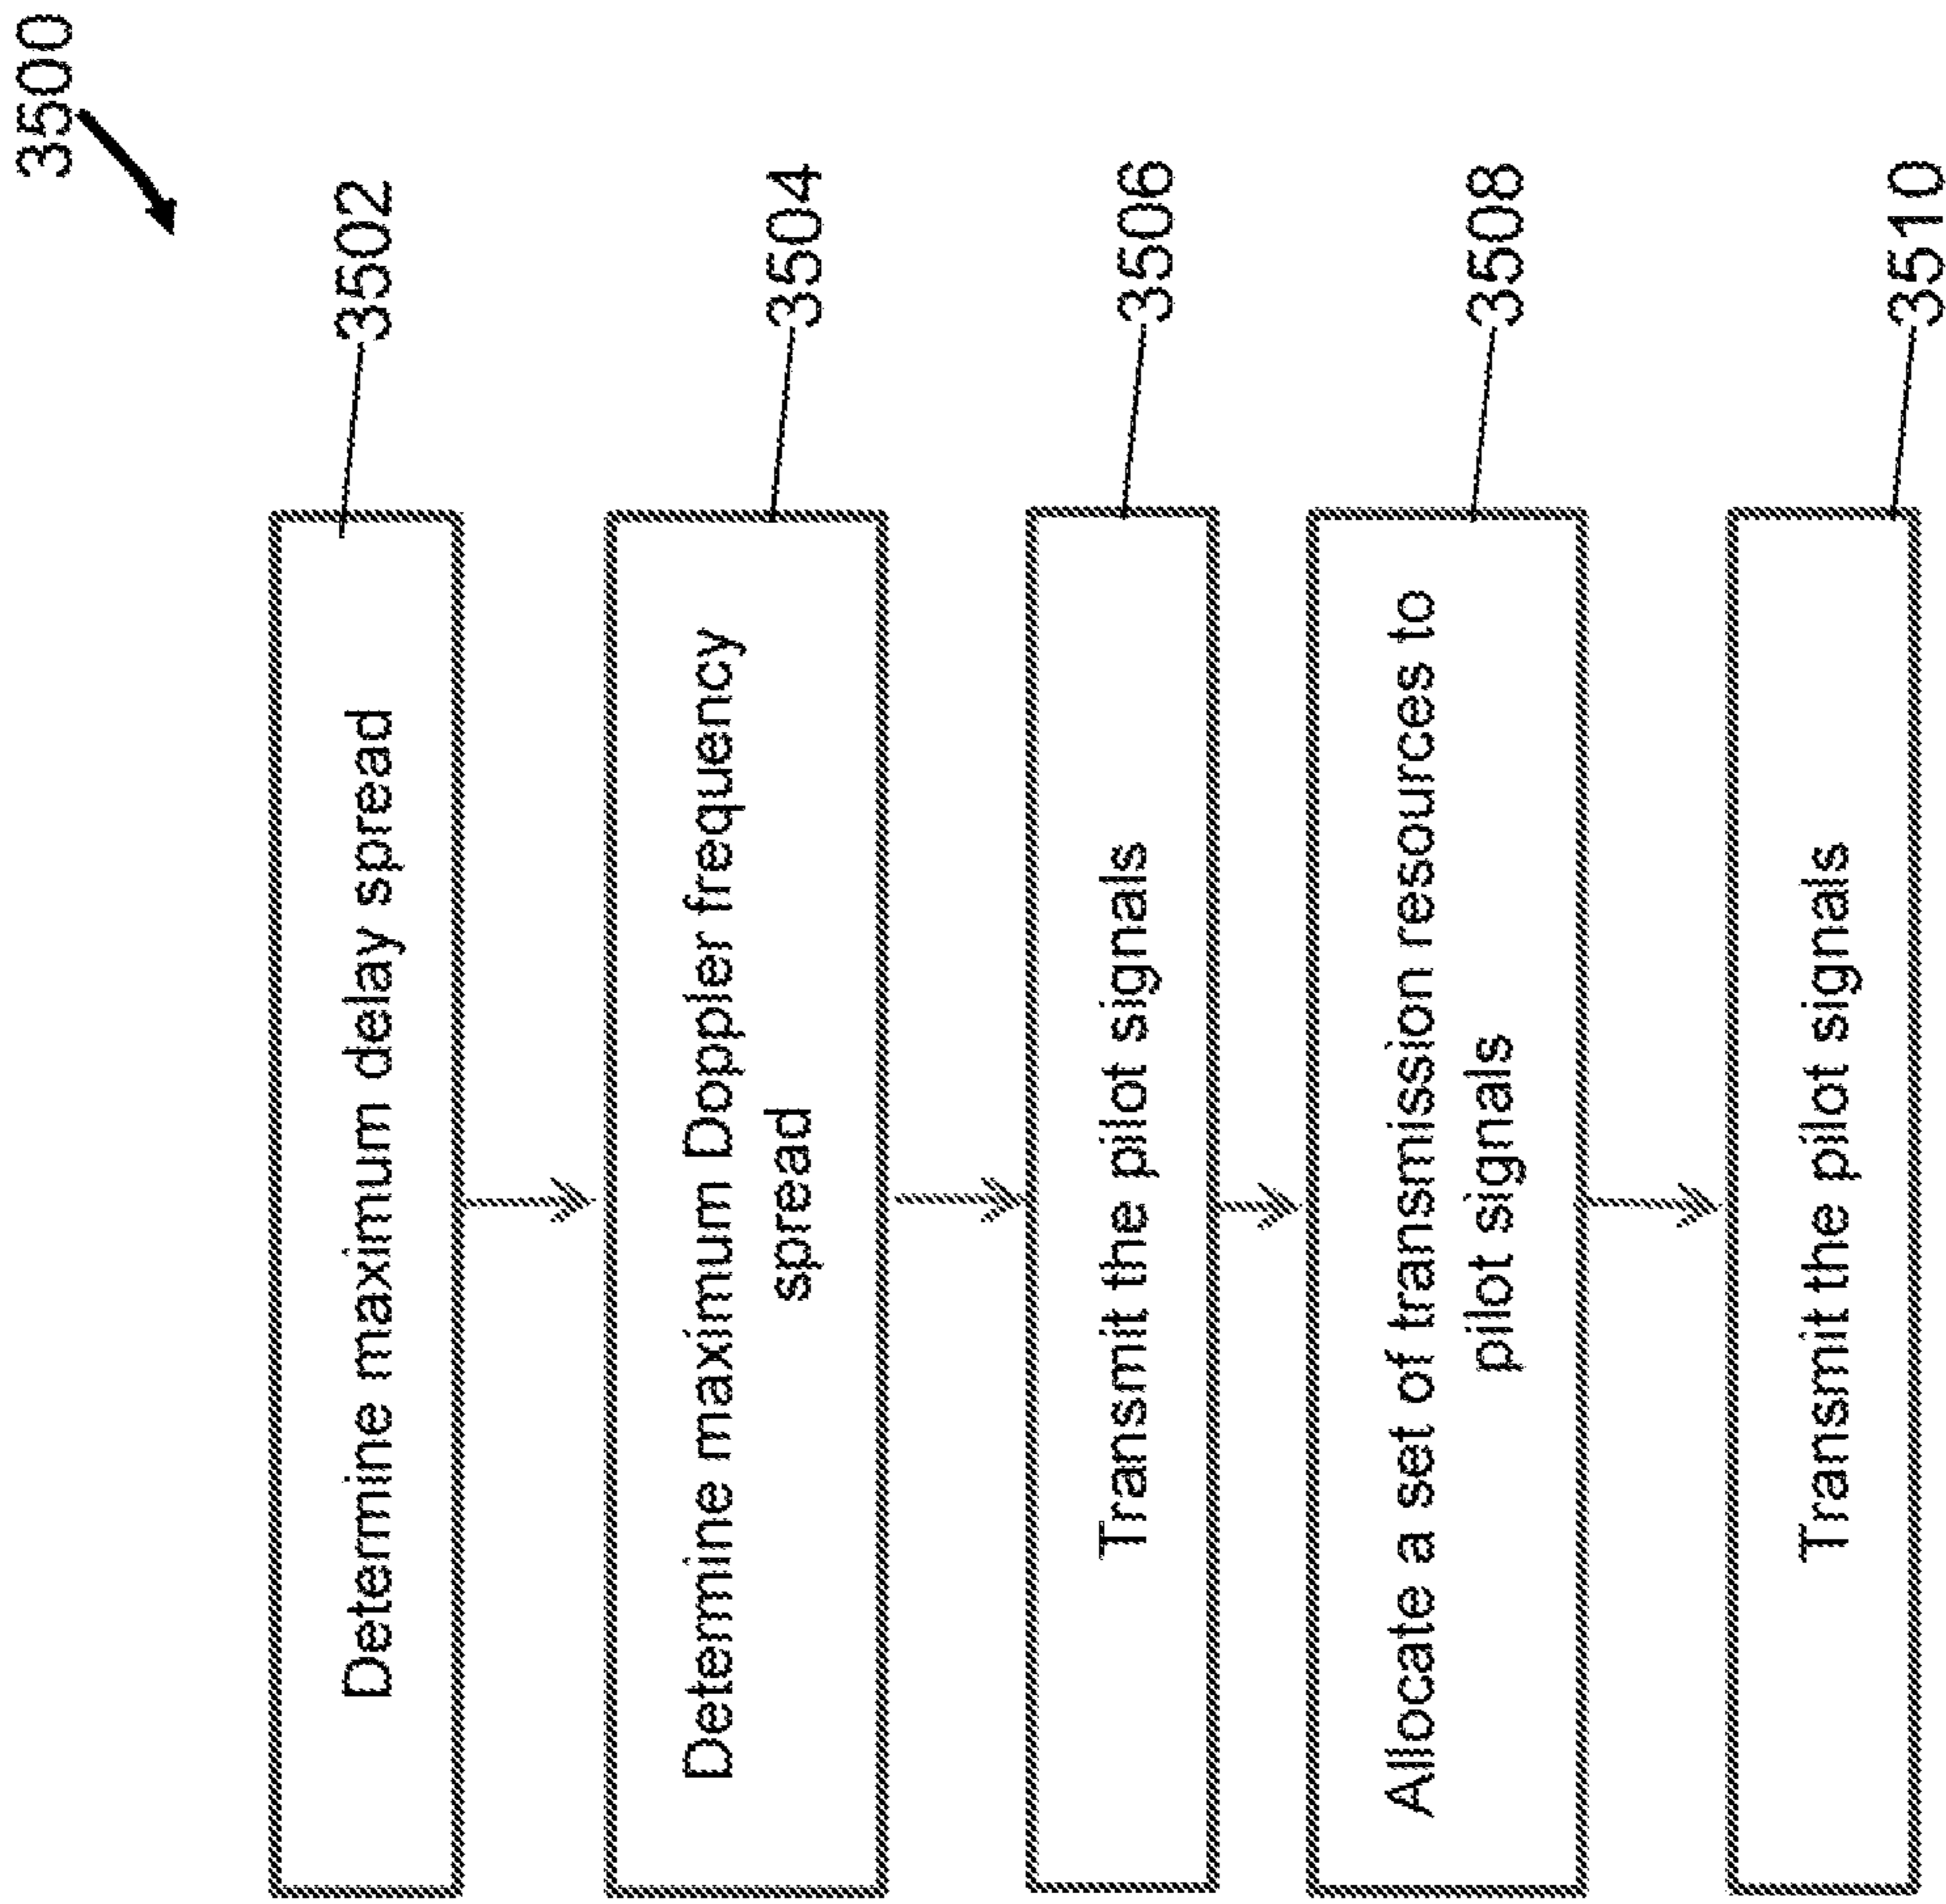 3500
Determine maximum delay spread
3502
Determine maximum Doppler frequency
spread
3504
Transmit the pilot signals
3506
Allocate a set of transmission resources to
pilot signals
3508
Transmit the pilot signals
3510